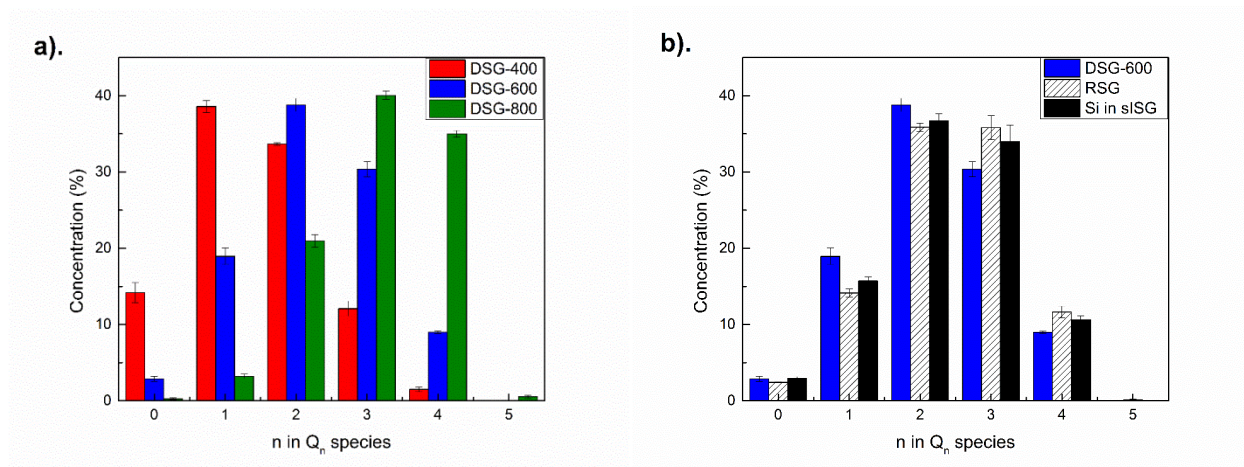 a).
DSG-400
DSG-600
DSG-800
Concentration (%)
40
30
20
10
0
0 1 2 3 4 5
n in Qn species
b).
DSG-600
RSG
Si in sISG
Concentration (%)
40
30
20
10
0
0 1 2 3 4 5
n in Qn species